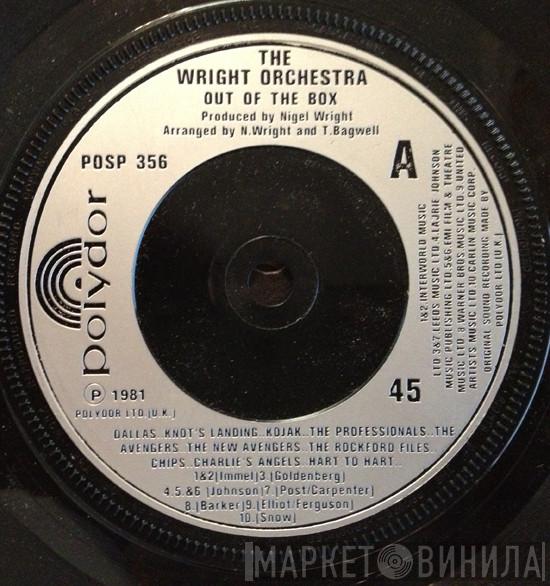 THE
WRIGHT ORCHESTRA
OUT OF THE BOX
Produced by Nigel Wright
Arranged by N.Wright and T.Bagwell
POSP 356
A
polydor
1&2.INTERWORLD MUSIC
LTD 3&7.LEEDS MUSIC LTD.4.LAURIE JOHNSON
MUSIC PUBLISHING LTD.5&6.EMI FILM & THEATRE
MUSIC LTD.8.WARNER BROS MUSIC LTD.9.UNITED
ARTISTS MUSIC LTD.10.CARLIN MUSIC CORP.
ORIGINAL SOUND RECORDING MADE BY
POLYDOR LTD(U.K.)
℗ 1981
POLYDOR LTD.(U.K.)
45
DALLAS..KNOT'S LANDING..KOJAK..THE PROFESSIONALS..THE
AVENGERS..THE NEW AVENGERS..THE ROCKFORD FILES..
CHIPS..CHARLIE'S ANGELS..HART TO HART..
1&2(Immel)3.(Goldenberg)
4.5.&6 (Johnson)7.(Post/Carpenter)
8.(Barker)9.(Elliot/Ferguson)
10.(Snow)
МАРКЕТ ВИНИЛА!